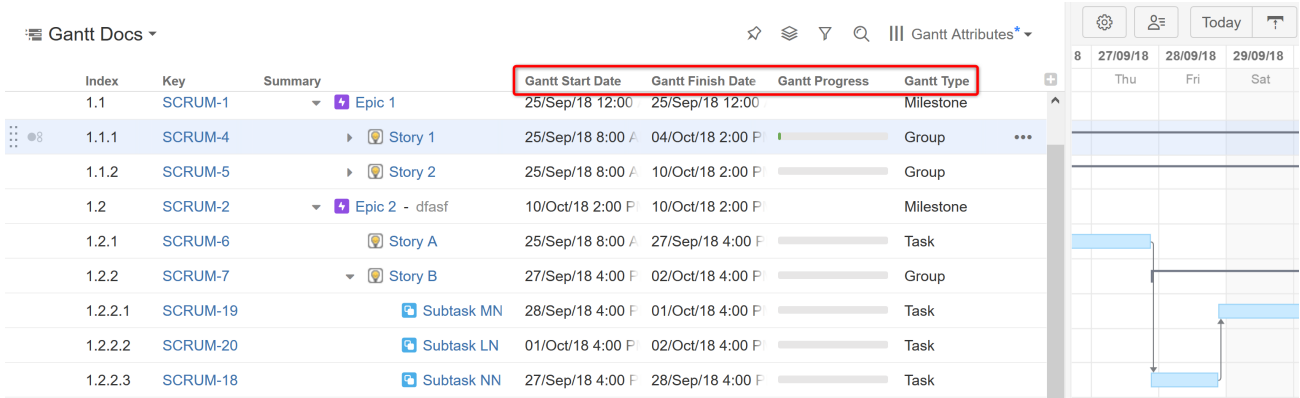 Gantt Docs
Gantt Attributes*
Today
8 27/09/18 28/09/18 29/09/18
Thu Fri Sat
Index Key Summary Gantt Start Date Gantt Finish Date Gantt Progress Gantt Type
1.1 SCRUM-1 Epic 1 25/Sep/18 12:00 25/Sep/18 12:00 Milestone
1.1.1 SCRUM-4 Story 1 25/Sep/18 8:00 A 04/Oct/18 2:00 P Group
1.1.2 SCRUM-5 Story 2 25/Sep/18 8:00 A 10/Oct/18 2:00 P Group
1.2 SCRUM-2 Epic 2 - dfasf 10/Oct/18 2:00 P 10/Oct/18 2:00 P Milestone
1.2.1 SCRUM-6 Story A 25/Sep/18 8:00 A 27/Sep/18 4:00 P Task
1.2.2 SCRUM-7 Story B 27/Sep/18 4:00 P 02/Oct/18 4:00 P Group
1.2.2.1 SCRUM-19 Subtask MN 28/Sep/18 4:00 P 01/Oct/18 4:00 P Task
1.2.2.2 SCRUM-20 Subtask LN 01/Oct/18 4:00 P 02/Oct/18 4:00 P Task
1.2.2.3 SCRUM-18 Subtask NN 27/Sep/18 4:00 P 28/Sep/18 4:00 P Task